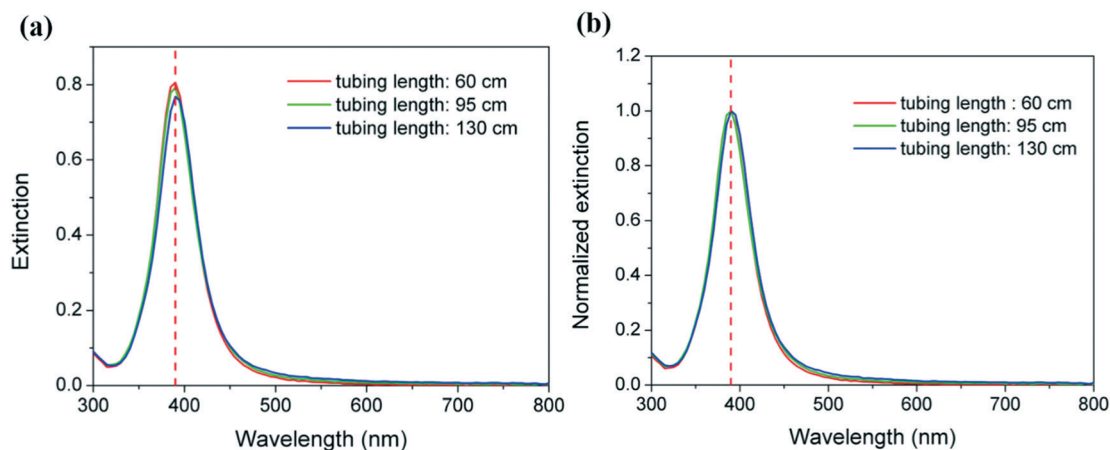 (a)
tubing length: 60 cm
tubing length: 95 cm
tubing length: 130 cm
0.8
0.6
0.4
0.2
0.0
Extinction
300 400 500 600 700 800
Wavelength (nm)
(b)
tubing length : 60 cm
tubing length: 95 cm
tubing length: 130 cm
1.2
1.0
0.8
0.6
0.4
0.2
0.0
Normalized extinction
300 400 500 600 700 800
Wavelength (nm)